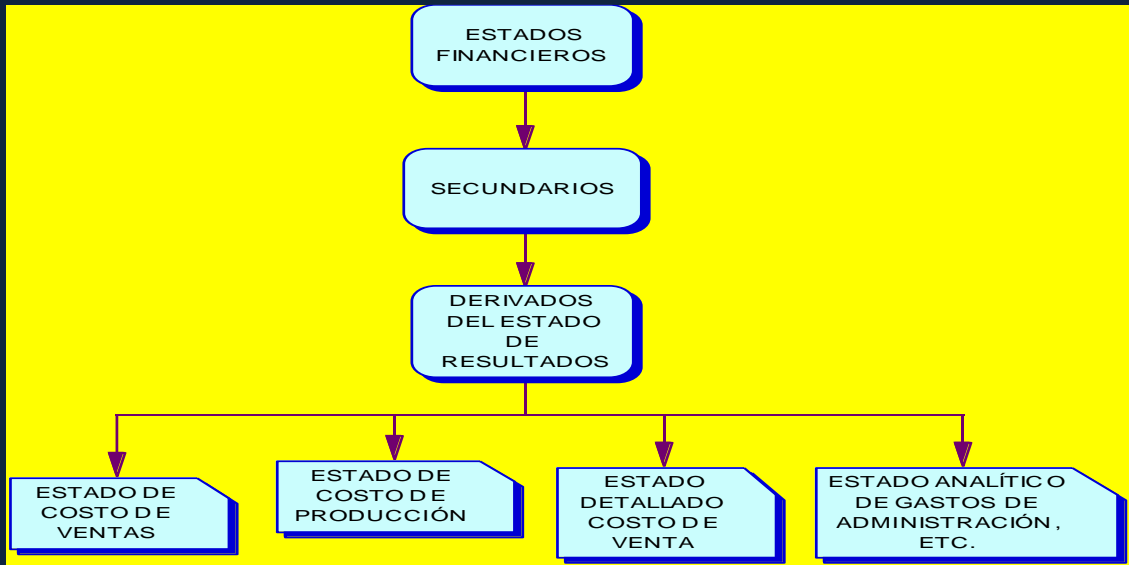 ESTADOS
FINANCIEROS
SECUNDARIOS
DERIVADOS
DEL ESTADO
DE
RESULTADOS
ESTADO DE
COSTO DE
VENTAS
ESTADO DE
COSTO DE
PRODUCCIÓN
ESTADO
DETALLADO
COSTO DE
VENTA
ESTADO ANALÍTICO
DE GASTOS DE
ADMINISTRACIÓN,
ETC.